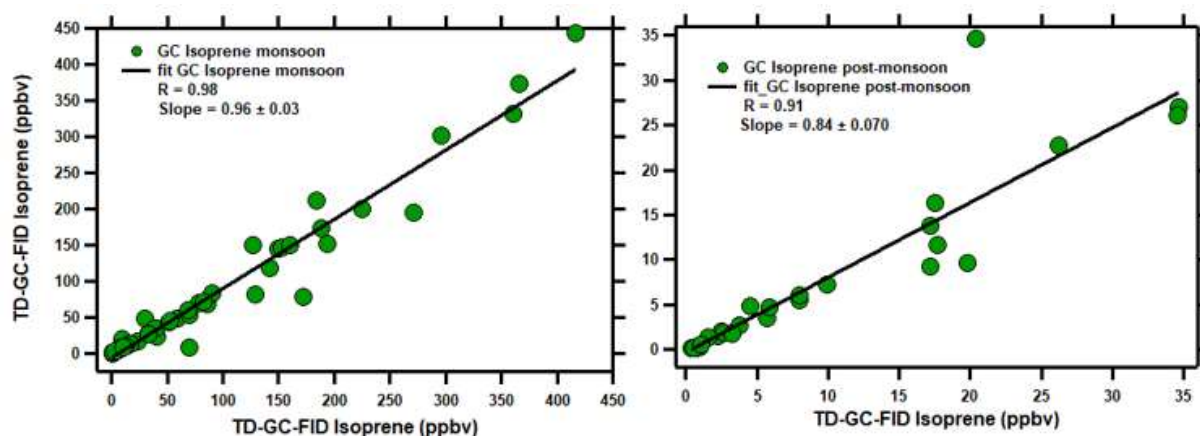 450
400
350
300
250
200
150
100
50
0
TD-GC-FID Isoprene (ppbv)
GC Isoprene monsoon
fit GC Isoprene monsoon
R = 0.98
Slope = 0.96 ± 0.03
0 50 100 150 200 250 300 350 400 450
TD-GC-FID Isoprene (ppbv)
35
30
25
20
15
10
5
0
GC Isoprene post-monsoon
fit_GC Isoprene post-monsoon
R = 0.91
Slope = 0.84 ± 0.070
0 5 10 15 20 25 30 35
TD-GC-FID Isoprene (ppbv)